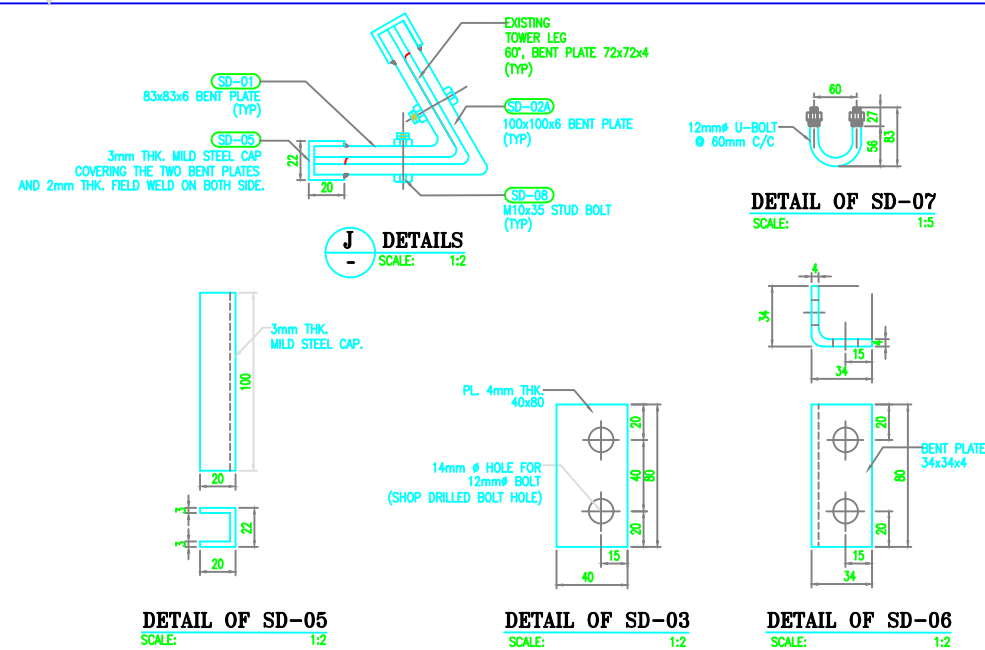 EXISTING
TOWER LEG
60°, BENT PLATE 72x72x4
(TYP)
SD-01
83x83x6 BENT PLATE
(TYP)
SD-02A
100x100x6 BENT PLATE
(TYP)
SD-05
3mm THK. MILD STEEL CAP
COVERING THE TWO BENT PLATES
AND 2mm THK. FIELD WELD ON BOTH SIDE.
22
20
SD-08
M10x35 STUD BOLT
(TYP)
J
-
DETAILS
SCALE: 1:2
60
12mmø U-BOLT
@ 60mm C/C
27
56
83
DETAIL OF SD-07
SCALE: 1:5
3mm THK.
MILD STEEL CAP.
100
20
3
3
22
20
DETAIL OF SD-05
SCALE: 1:2
PL. 4mm THK.
40x80
14mm ø HOLE FOR
12mmø BOLT
(SHOP DRILLED BOLT HOLE)
20
40
80
20
15
40
DETAIL OF SD-03
SCALE: 1:2
4
34
4
15
34
20
BENT PLATE
34x34x4
80
20
15
34
DETAIL OF SD-06
SCALE: 1:2